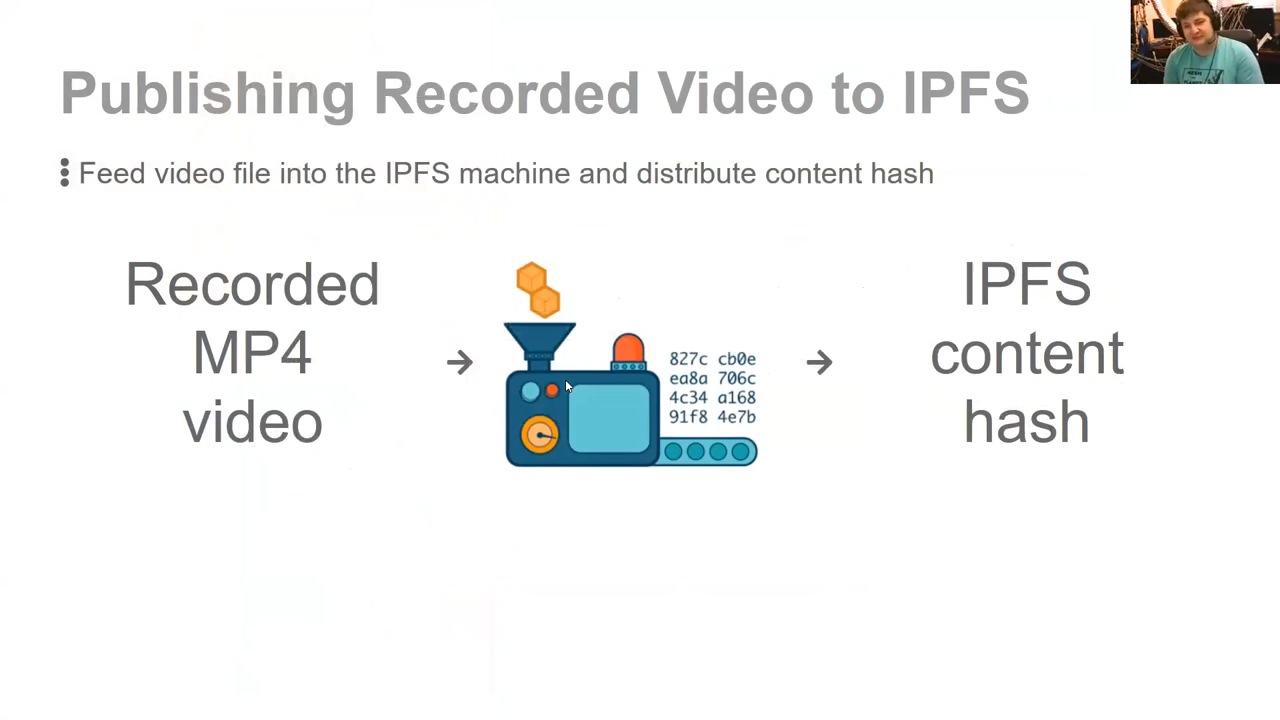 Publishing Recorded Video to IPFS
Feed video file into the IPFS machine and distribute content hash
Recorded
MP4
video
827c cb0e
ea8a 706c
4c34 a168
91f8 4e7b
IPFS
content
hash